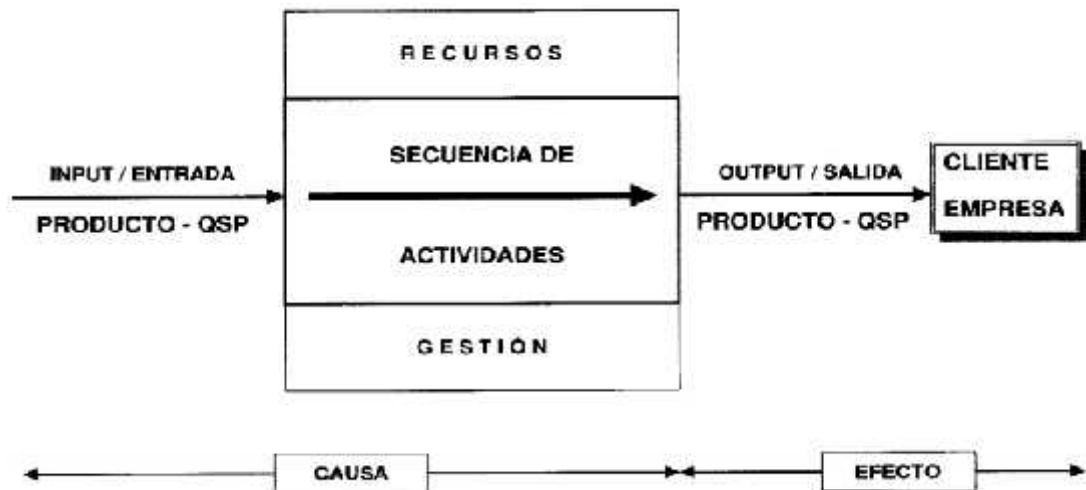 RECURSOS
INPUT / ENTRADA
PRODUCTO - QSP
SECUENCIA DE
ACTIVIDADES
OUTPUT / SALIDA
PRODUCTO - QSP
CLIENTE
EMPRESA
GESTIÓN
CAUSA
EFECTO